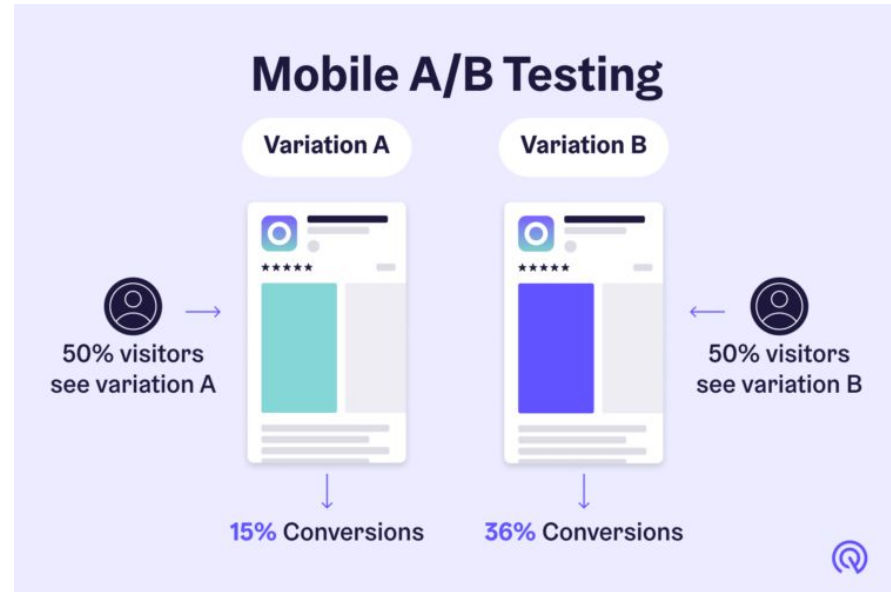 Mobile A/B Testing
Variation A
Variation B
50% visitors
see variation A
50% visitors
see variation B
15% Conversions
36% Conversions